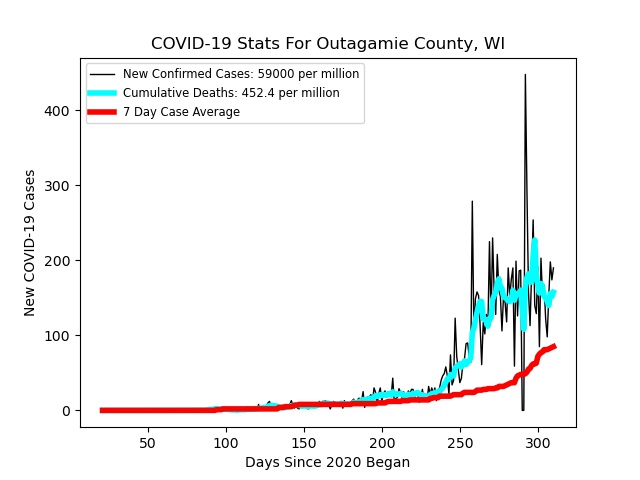 COVID-19 Stats For Outagamie County, WI
New Confirmed Cases: 59000 per million
Cumulative Deaths: 452.4 per million
7 Day Case Average
New COVID-19 Cases
400
300
200
100
0
50 100 150 200 250 300
Days Since 2020 Began